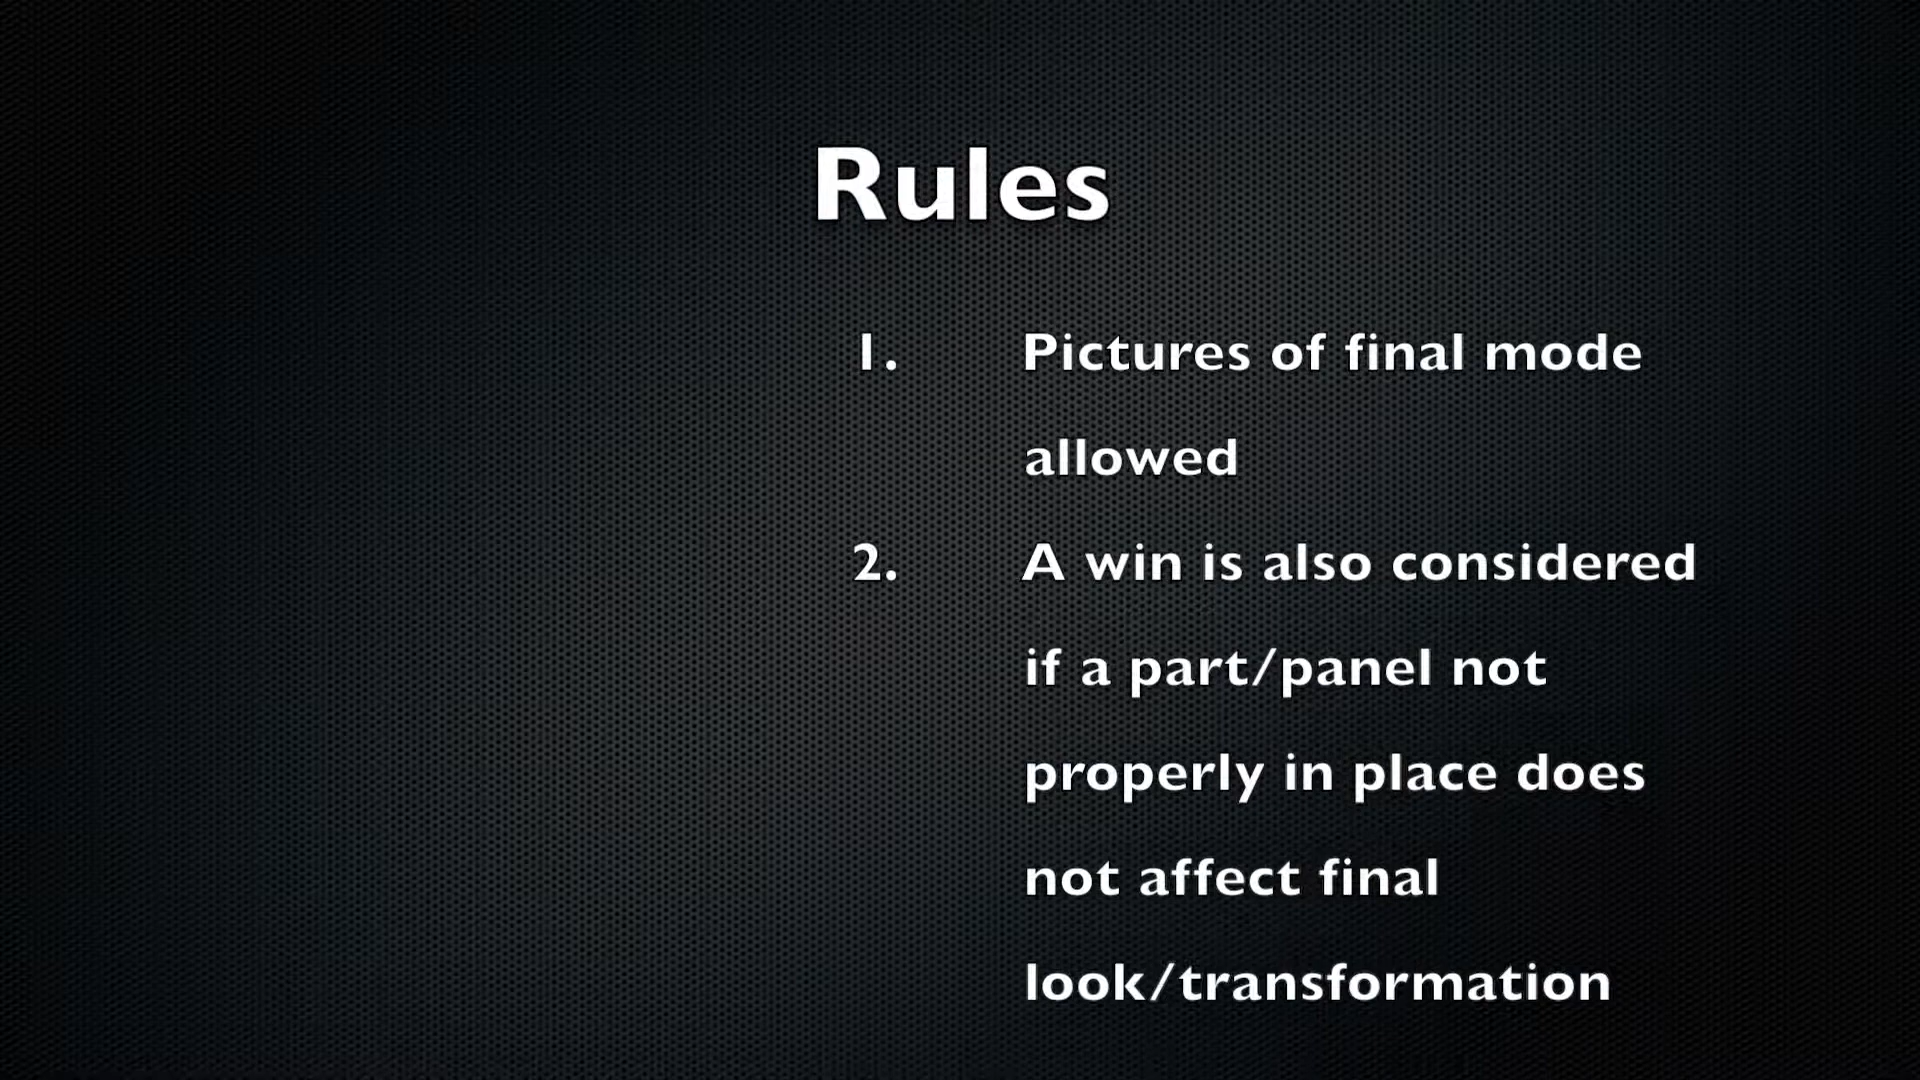 Rules
1. Pictures of final mode
allowed
2. A win is also considered
if a part/panel not
properly in place does
not affect final
look/transformation